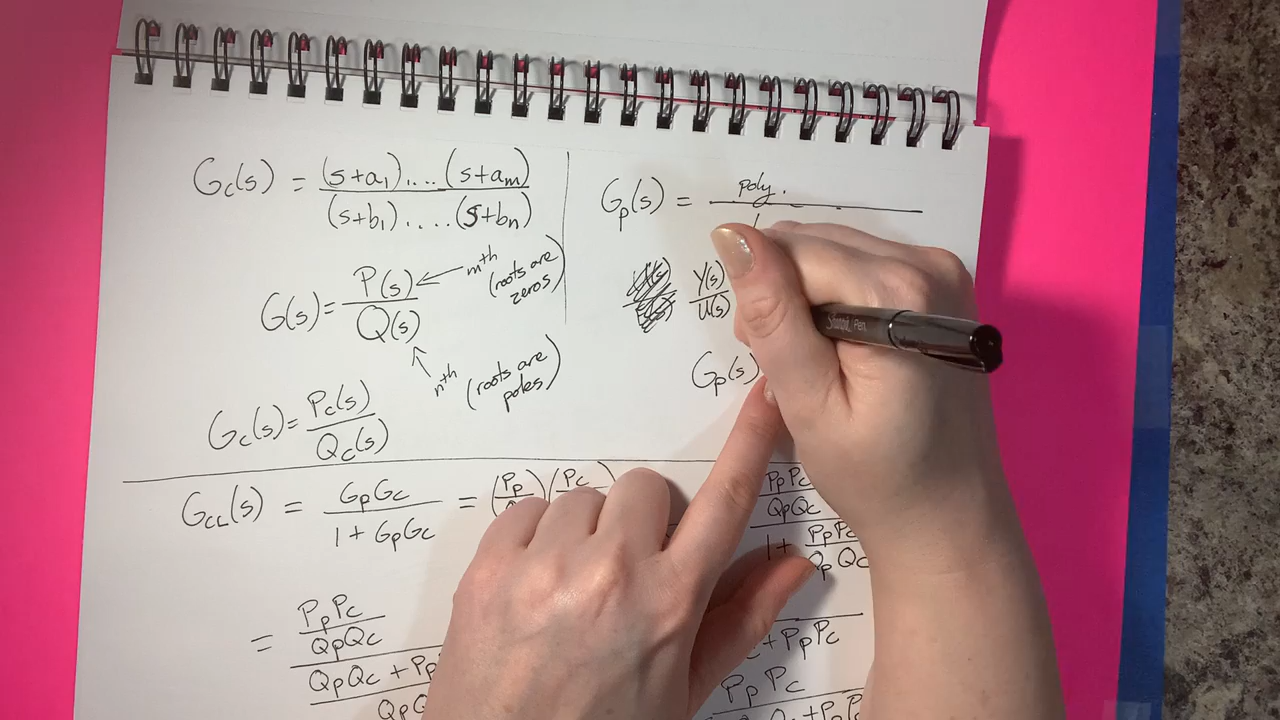 Gc(s) = (s+a1)....(s+am)
(s+b1)....(s+bn)
G(s) = P(s)
Q(s)
mth
(roots are
zeros)
nth (roots are
poles)
Gc(s) = Pc(s)
Qc(s)
Gp(s) = poly.
Y(s)
U(s)
Gp(s)
Sharpie Pen
GCL(s) = GpGc
1 + GpGc
= (Pp ) (Pc )
PpPc
QpQc
1+ PpPc
QpQc
= PpPc
QpQc
QpQc + Pp
QpQ
+ PpPc
PpPc
+PpP